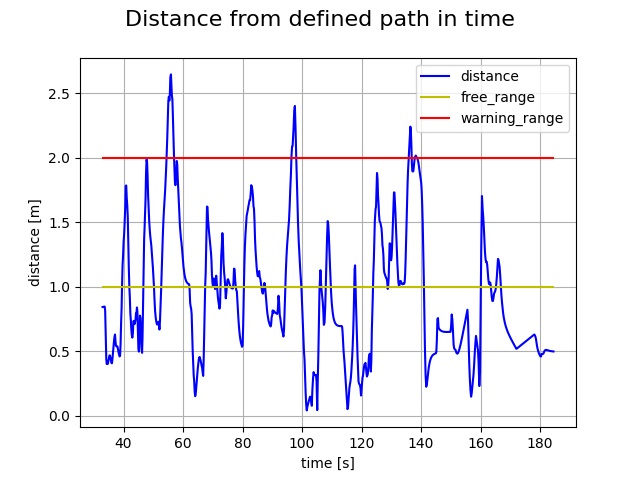 Distance from defined path in time
distance
free_range
warning_range
distance [m]
2.5
2.0
1.5
1.0
0.5
0.0
40 60 80 100 120 140 160 180
time [s]